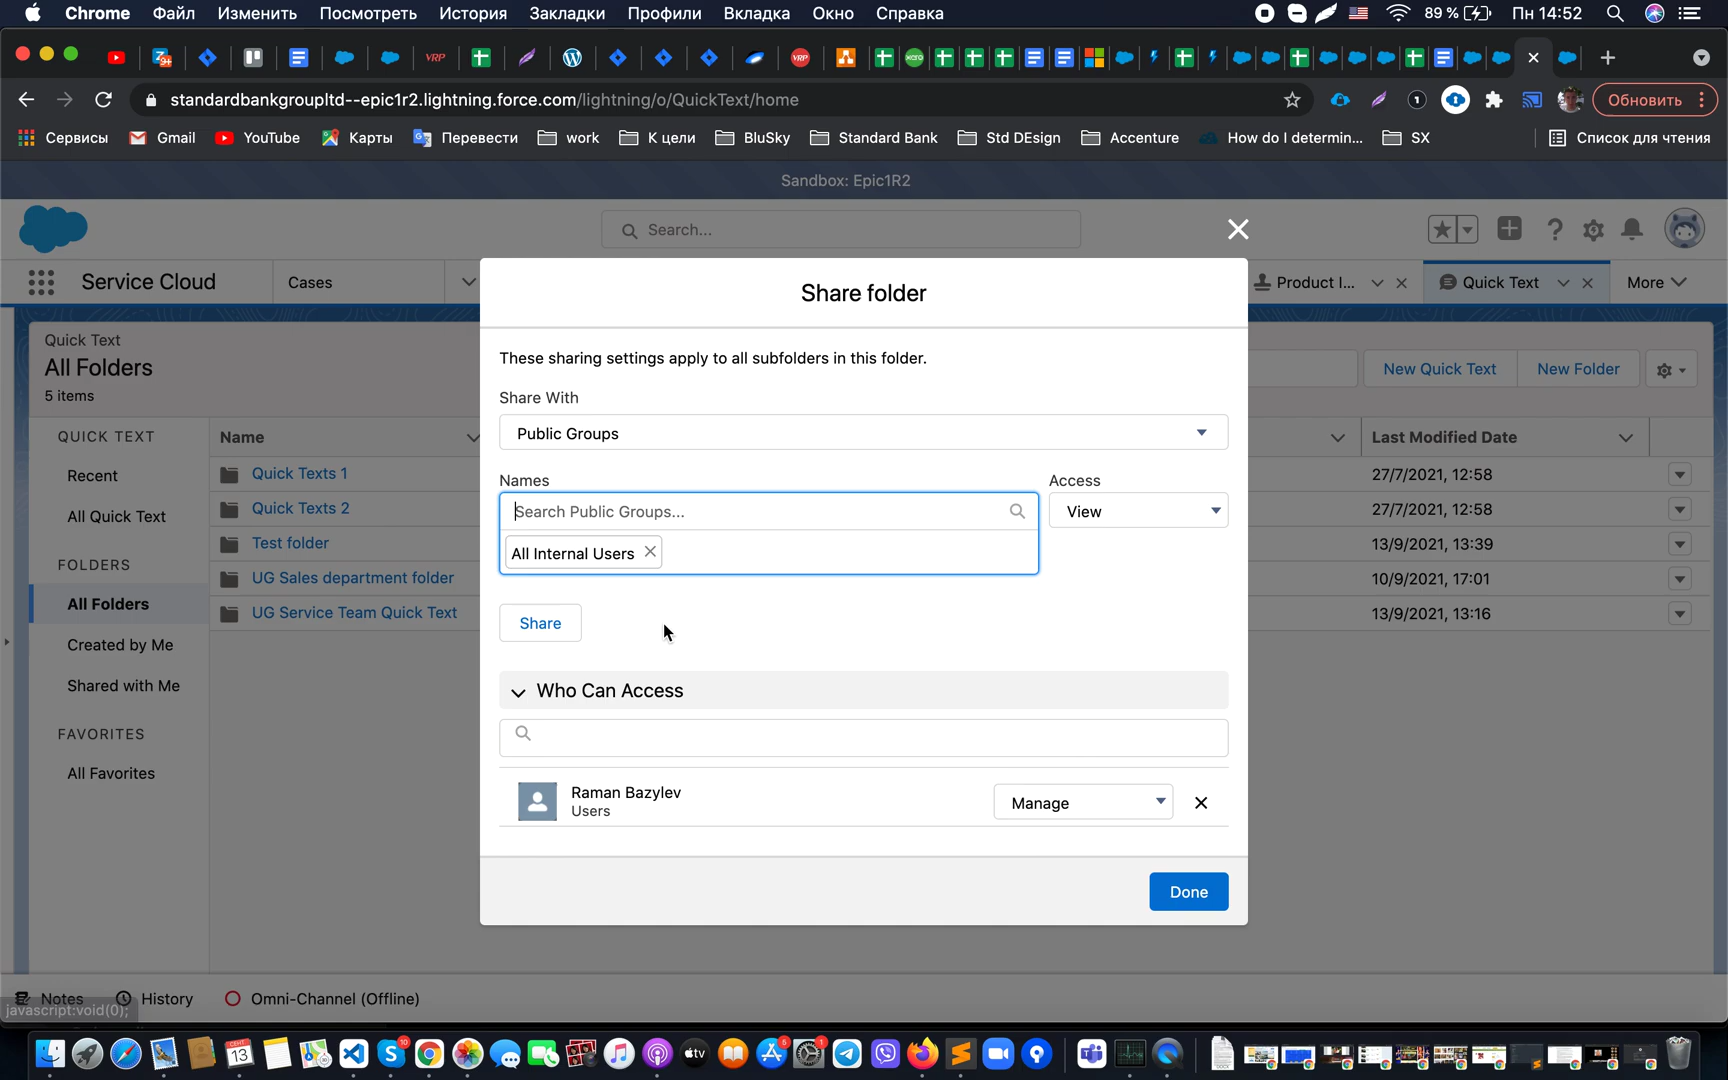 Chrome Файл Изменить Посмотреть История Закладки Профили Вкладка Окно Справка 89 % Пн 14:52
standardbankgroupltd--epic1r2.lightning.force.com/lightning/o/QuickText/home Обновить
Сервисы Gmail YouTube Карты Перевести work К цели BluSky Standard Bank Std DEsign Accenture How do I determin... SX Список для чтения
Sandbox: Epic1R2
Search...
Service Cloud Cases Product I... Quick Text More
Share folder
Quick Text
All Folders
5 items
New Quick Text New Folder
These sharing settings apply to all subfolders in this folder.
Share With
Public Groups
QUICK TEXT
Recent
All Quick Text
FOLDERS
All Folders
Created by Me
Shared with Me
FAVORITES
All Favorites
Name Last Modified Date
Quick Texts 1 27/7/2021, 12:58
Quick Texts 2 27/7/2021, 12:58
Test folder 13/9/2021, 13:39
UG Sales department folder 10/9/2021, 17:01
UG Service Team Quick Text 13/9/2021, 13:16
Names Access
Search Public Groups... View
All Internal Users
Share
Who Can Access
Raman Bazylev
Users
Manage
Done
Notes History Omni-Channel (Offline)
javascript:void(0);